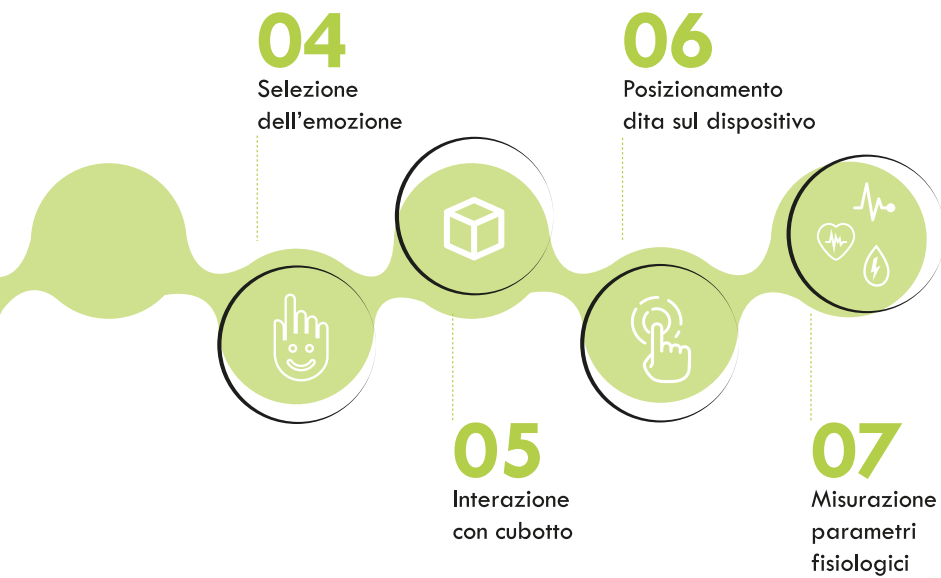 04
Selezione
dell'emozione
05
Interazione
con cubotto
06
Posizionamento
dita sul dispositivo
07
Misurazione
parametri
fisiologici